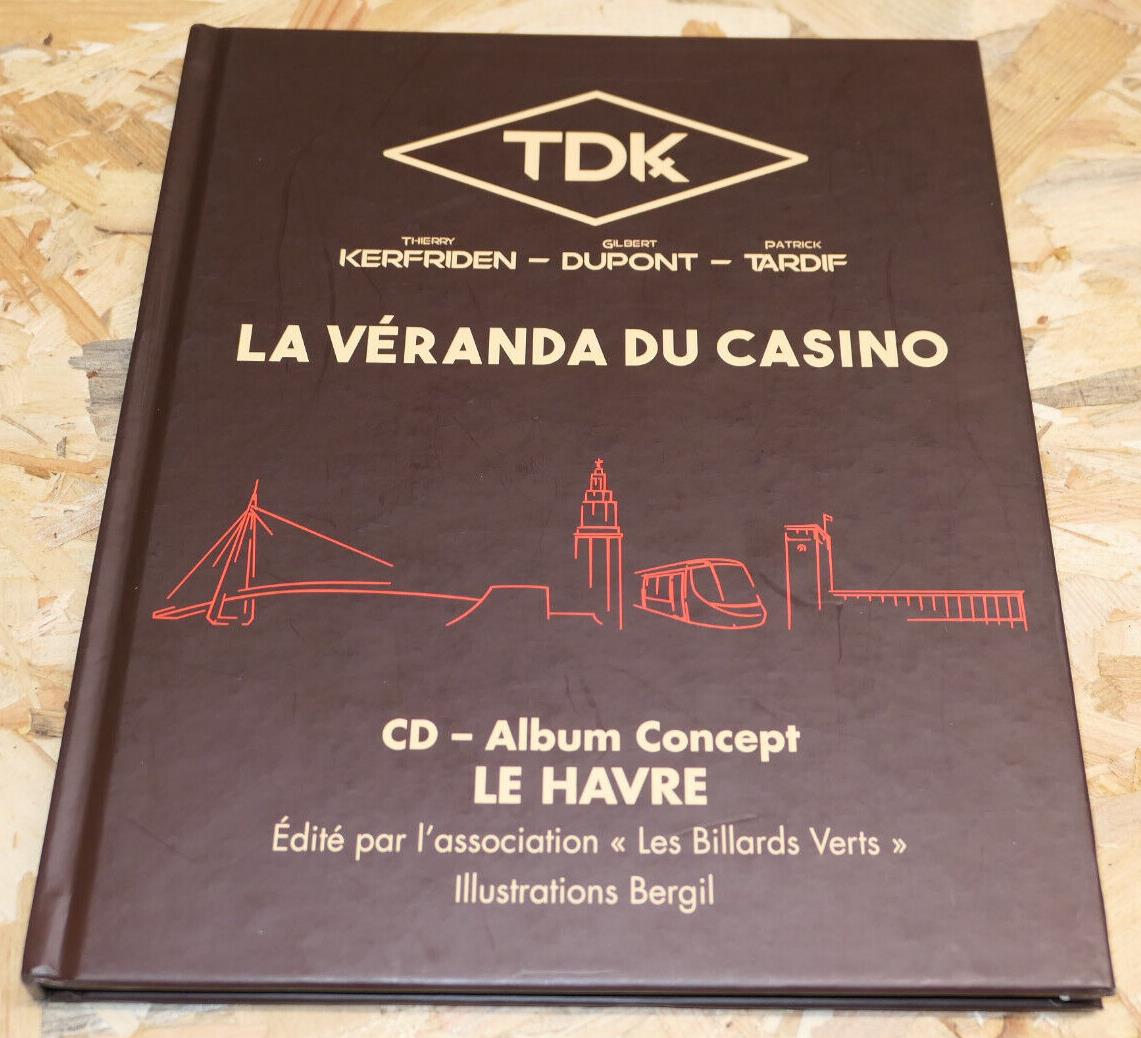 TDK
THIERRY GILBERT PATRICK
KERFRIDEN – DUPONT – TARDIF
LA VÉRANDA DU CASINO
CD – Album Concept
LE HAVRE
Édité par l'association « Les Billards Verts »
Illustrations Bergil